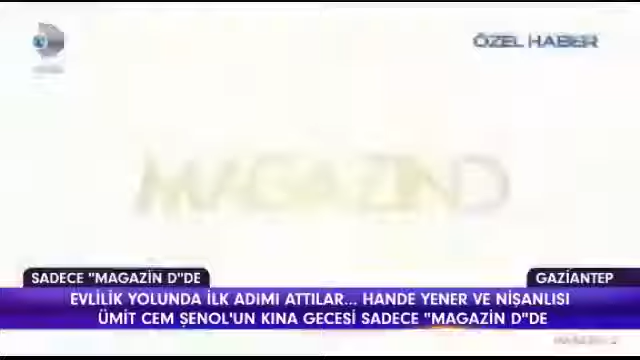 ÖZEL HABER
MAGAZİN D
SADECE "MAGAZİN D"DE
GAZİANTEP
EVLİLİK YOLUNDA İLK ADIMI ATTILAR... HANDE YENER VE NİŞANLISI
ÜMİT CEM ŞENOL'UN KINA GECESİ SADECE "MAGAZİN D"DE